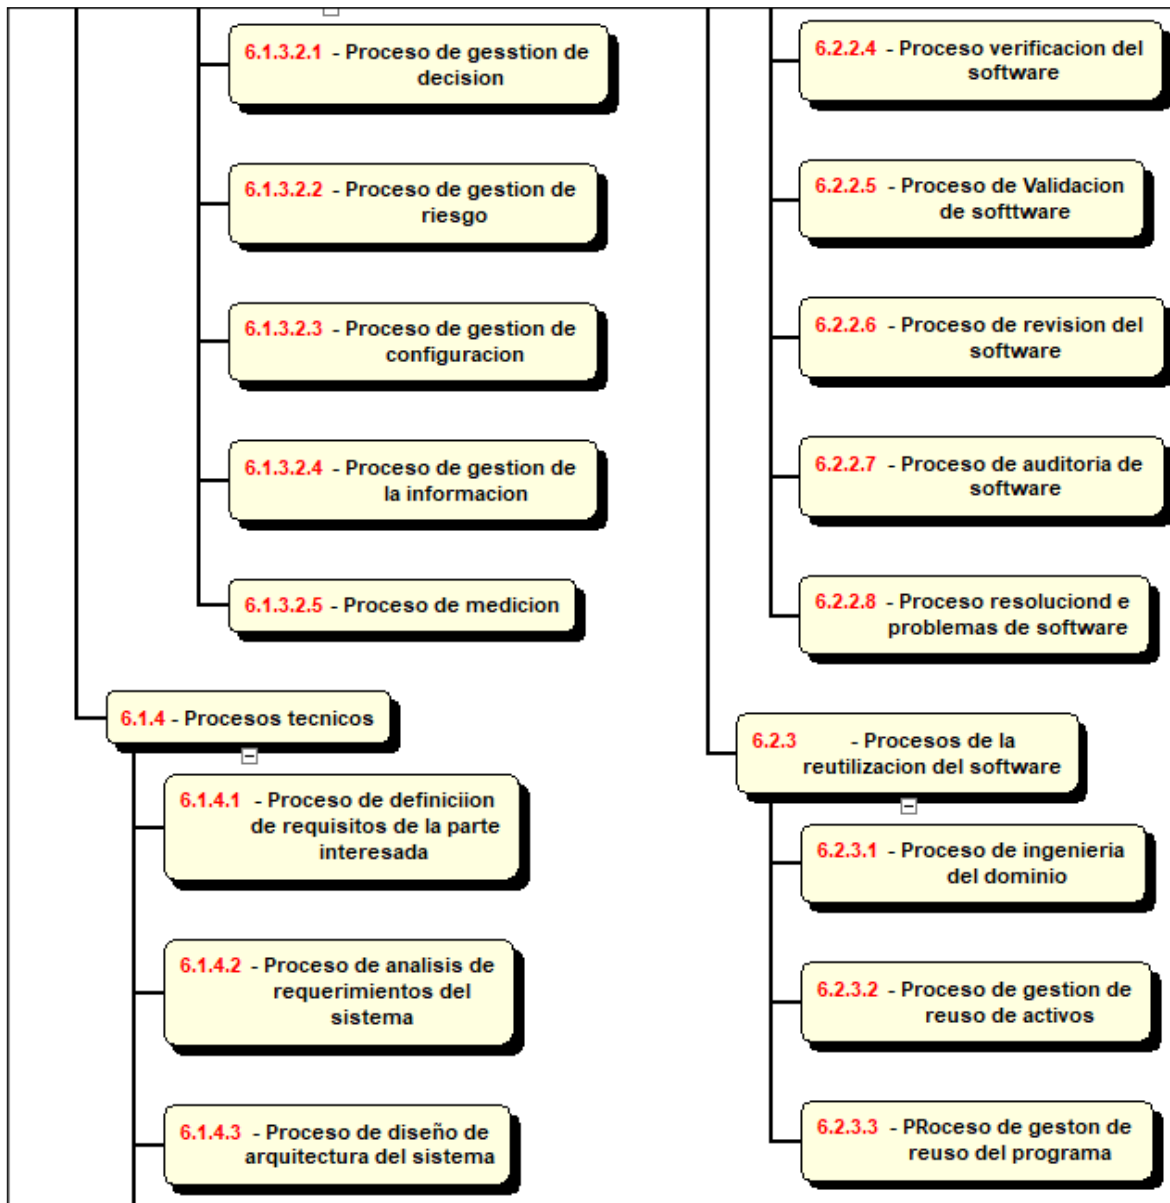 6.1.3.2.1 - Proceso de gesstion de
decision
6.1.3.2.2 - Proceso de gestion de
riesgo
6.1.3.2.3 - Proceso de gestion de
configuracion
6.1.3.2.4 - Proceso de gestion de
la informacion
6.1.3.2.5 - Proceso de medicion
6.1.4 - Procesos tecnicos
6.1.4.1 - Proceso de definiciion
de requisitos de la parte
interesada
6.1.4.2 - Proceso de analisis de
requerimientos del
sistema
6.1.4.3 - Proceso de diseño de
arquitectura del sistema
6.2.2.4 - Proceso verificacion del
software
6.2.2.5 - Proceso de Validacion
de softtware
6.2.2.6 - Proceso de revision del
software
6.2.2.7 - Proceso de auditoria de
software
6.2.2.8 - Proceso resoluciond e
problemas de software
6.2.3 - Procesos de la
reutilizacion del software
6.2.3.1 - Proceso de ingenieria
del dominio
6.2.3.2 - Proceso de gestion de
reuso de activos
6.2.3.3 - PRoceso de geston de
reuso del programa